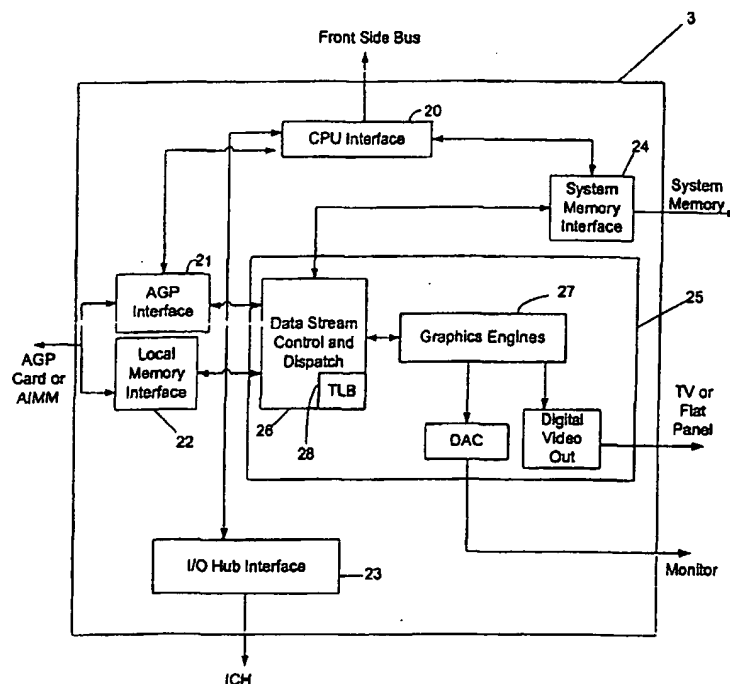 Front Side Bus
3
20
CPU Interface
24
System
Memory
Interface
System
Memory
21
AGP
Interface
Local
Memory
Interface
22
AGP
Card or
AIMM
Data Stream
Control and
Dispatch
TLB
26
28
27
Graphics Engines
25
DAC
Digital
Video
Out
TV or
Flat
Panel
I/O Hub Interface
23
Monitor
ICH